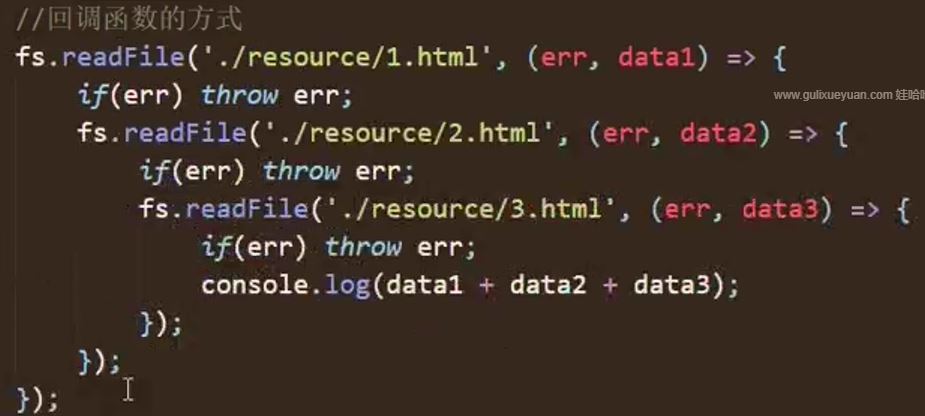 //回调函数的方式
fs.readFile('./resource/1.html', (err, data1) => {
    if(err) throw err;
www.gulixueyuan.com 娃哈
    fs.readFile('./resource/2.html', (err, data2) => {
        if(err) throw err;
        fs.readFile('./resource/3.html', (err, data3) => {
            if(err) throw err;
            console.log(data1 + data2 + data3);
        });
    });
});